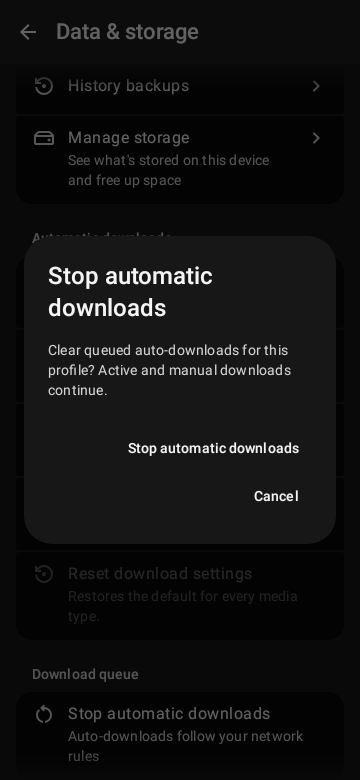 Data & storage
History backups
Manage storage
See what's stored on this device
and free up space
Automatic downloads
Stop automatic
downloads
Clear queued auto-downloads for this
profile? Active and manual downloads
continue.
Stop automatic downloads
Cancel
Reset download settings
Restores the default for every media
type.
Download queue
Stop automatic downloads
Auto-downloads follow your network
rules